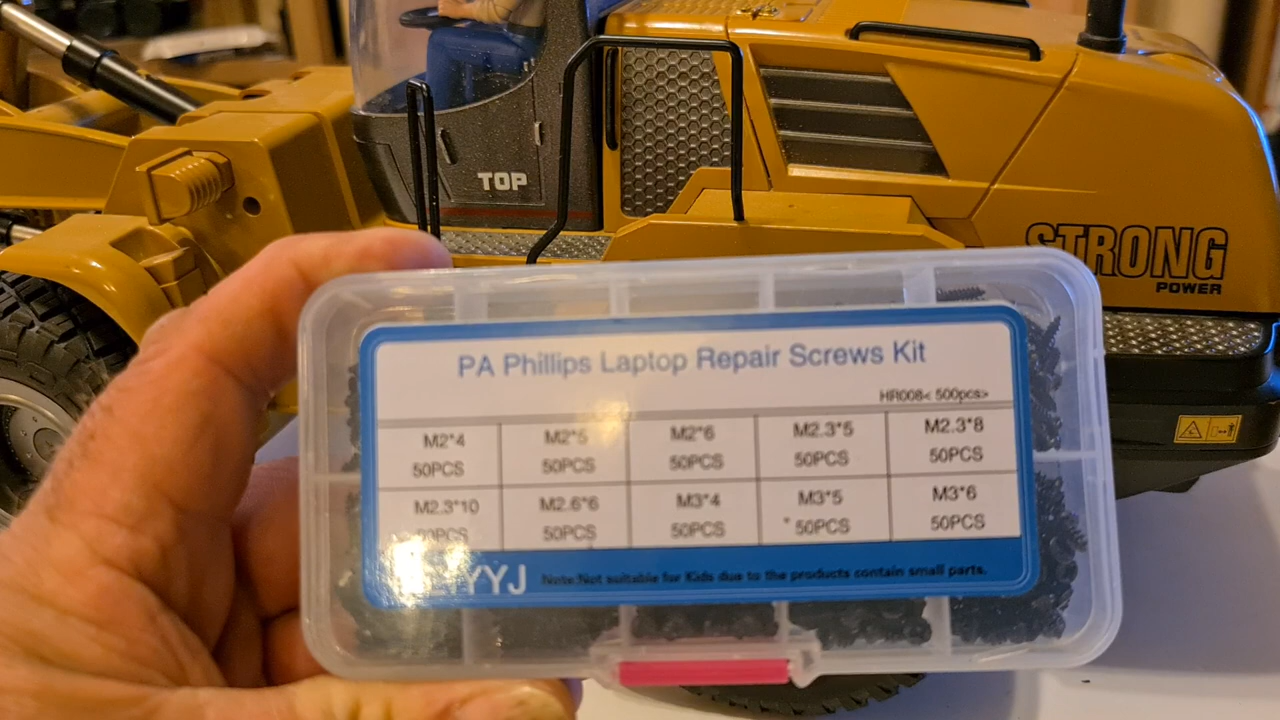 TOP
STRONG
POWER
PA Phillips Laptop Repair Screws Kit
HR008< 500pcs>
M2*4 M2*5 M2*6 M2.3*5 M2.3*8
50PCS 50PCS 50PCS 50PCS 50PCS
M2.3*10 M2.6*6 M3*4 M3*5 M3*6
50PCS 50PCS 50PCS 50PCS
Note:Not suitable for Kids due to the products contain small parts.